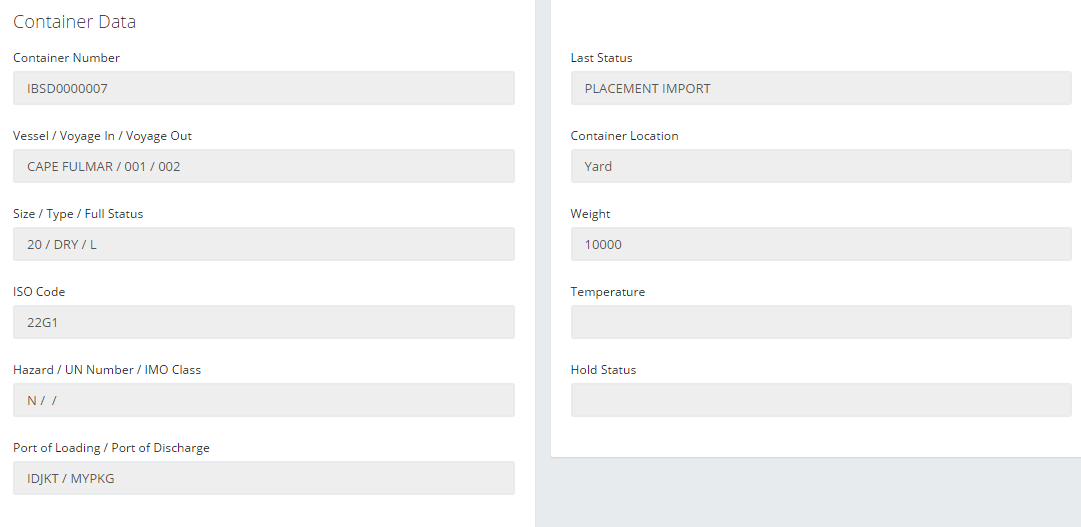 Container Data
Container Number
IBSD0000007
Vessel / Voyage In / Voyage Out
CAPE FULMAR / 001 / 002
Size / Type / Full Status
20 / DRY / L
ISO Code
22G1
Hazard / UN Number / IMO Class
N / /
Port of Loading / Port of Discharge
IDJKT / MYPKG
Last Status
PLACEMENT IMPORT
Container Location
Yard
Weight
10000
Temperature
Hold Status